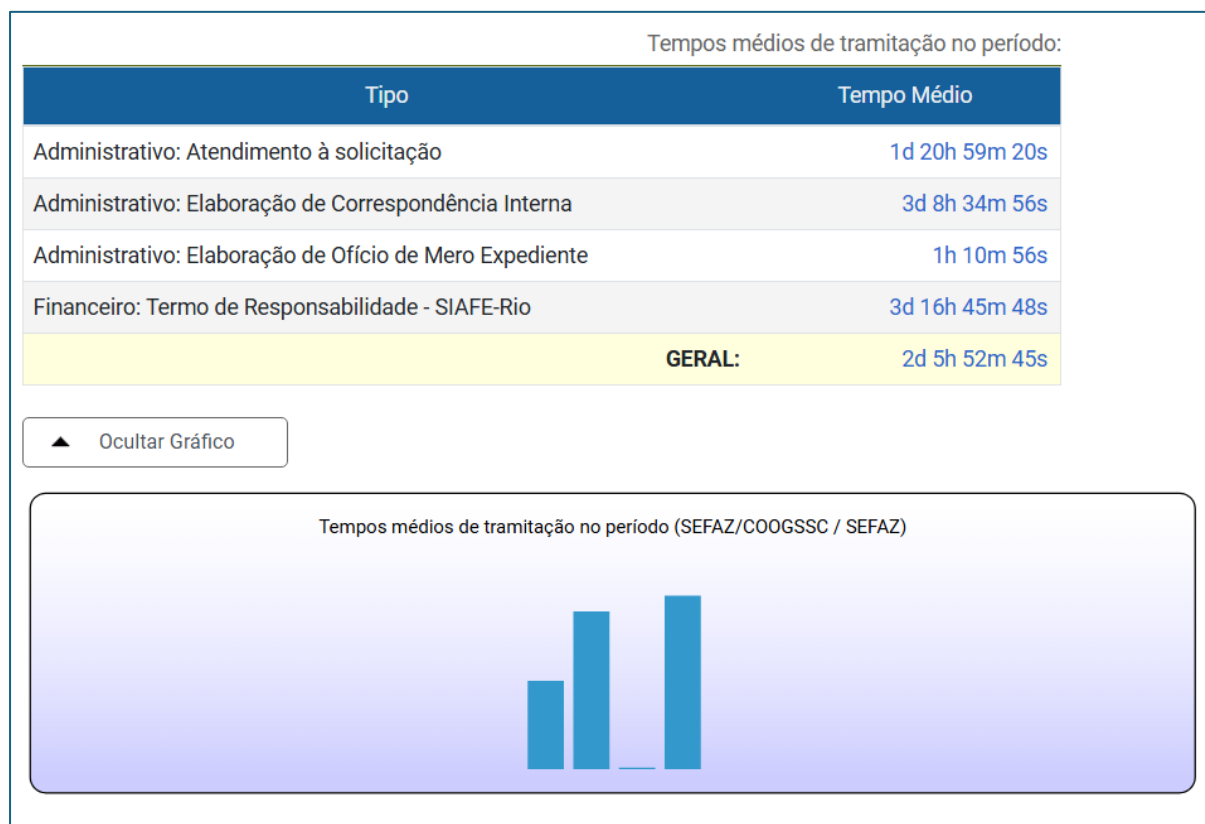 Tempos médios de tramitação no período:
Tipo Tempo Médio
Administrativo: Atendimento à solicitação 1d 20h 59m 20s
Administrativo: Elaboração de Correspondência Interna 3d 8h 34m 56s
Administrativo: Elaboração de Ofício de Mero Expediente 1h 10m 56s
Financeiro: Termo de Responsabilidade - SIAFE-Rio 3d 16h 45m 48s
GERAL: 2d 5h 52m 45s
Ocultar Gráfico
Tempos médios de tramitação no período (SEFAZ/COOGSSC / SEFAZ)